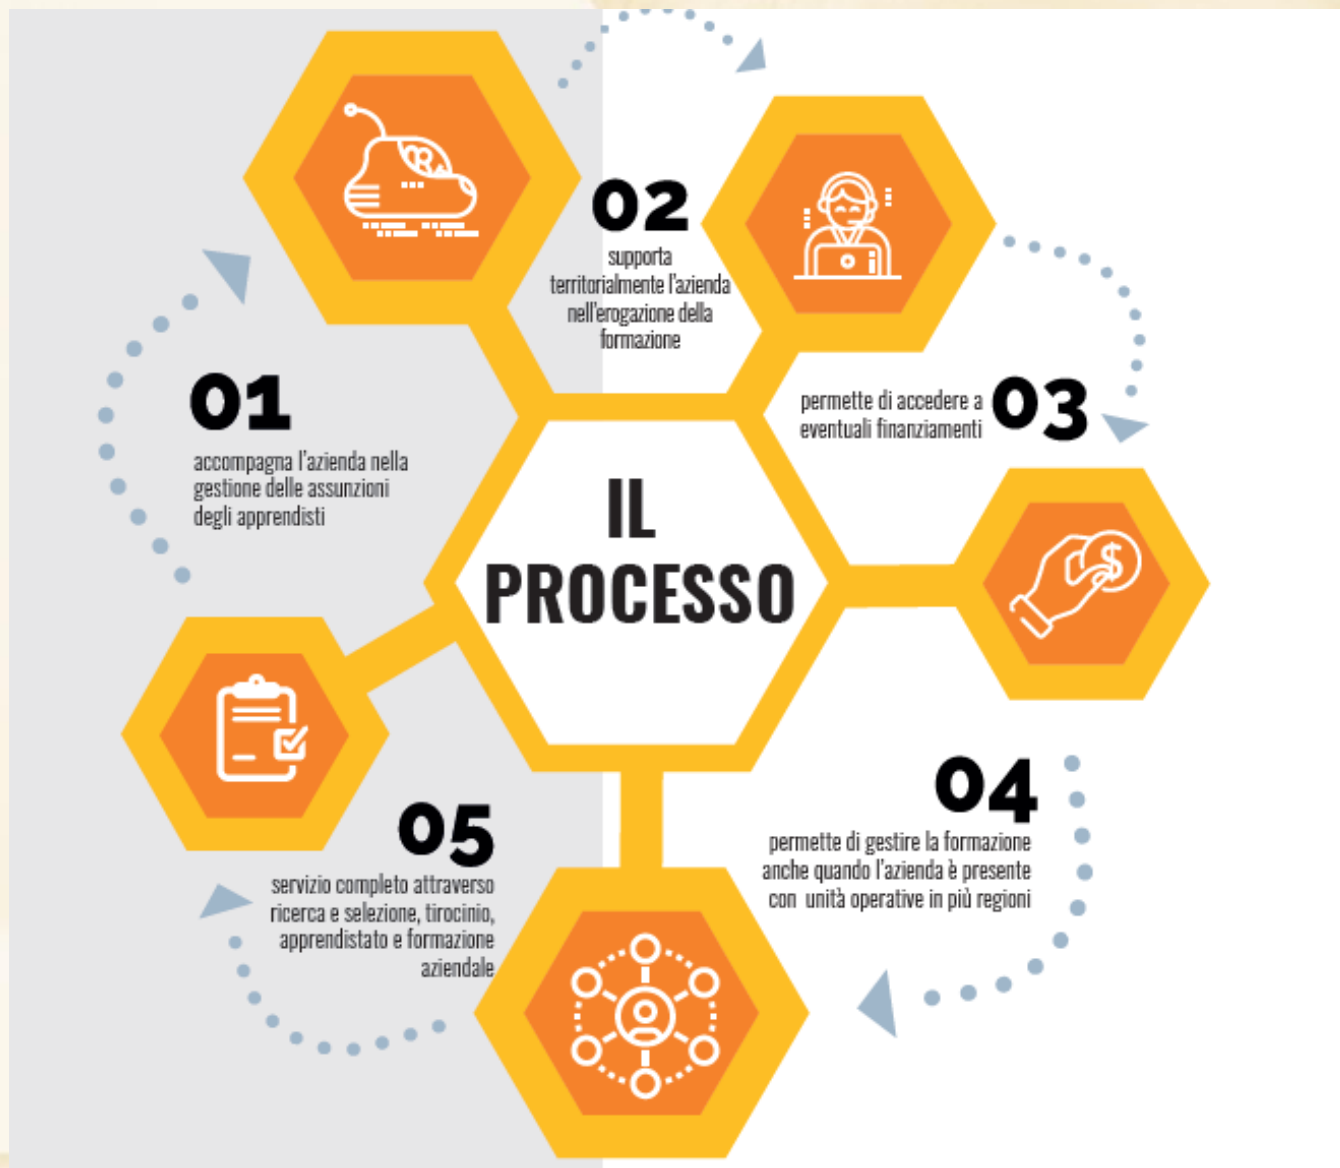 IL
PROCESSO
01
accompagna l'azienda nella
gestione delle assunzioni
degli apprendisti
02
supporta
territorialmente l'azienda
nell'erogazione della
formazione
permette di accedere a
eventuali finanziamenti
03
$
04
permette di gestire la formazione
anche quando l'azienda è presente
con unità operative in più regioni
05
servizio completo attraverso
ricerca e selezione, tirocinio,
apprendistato e formazione
aziendale